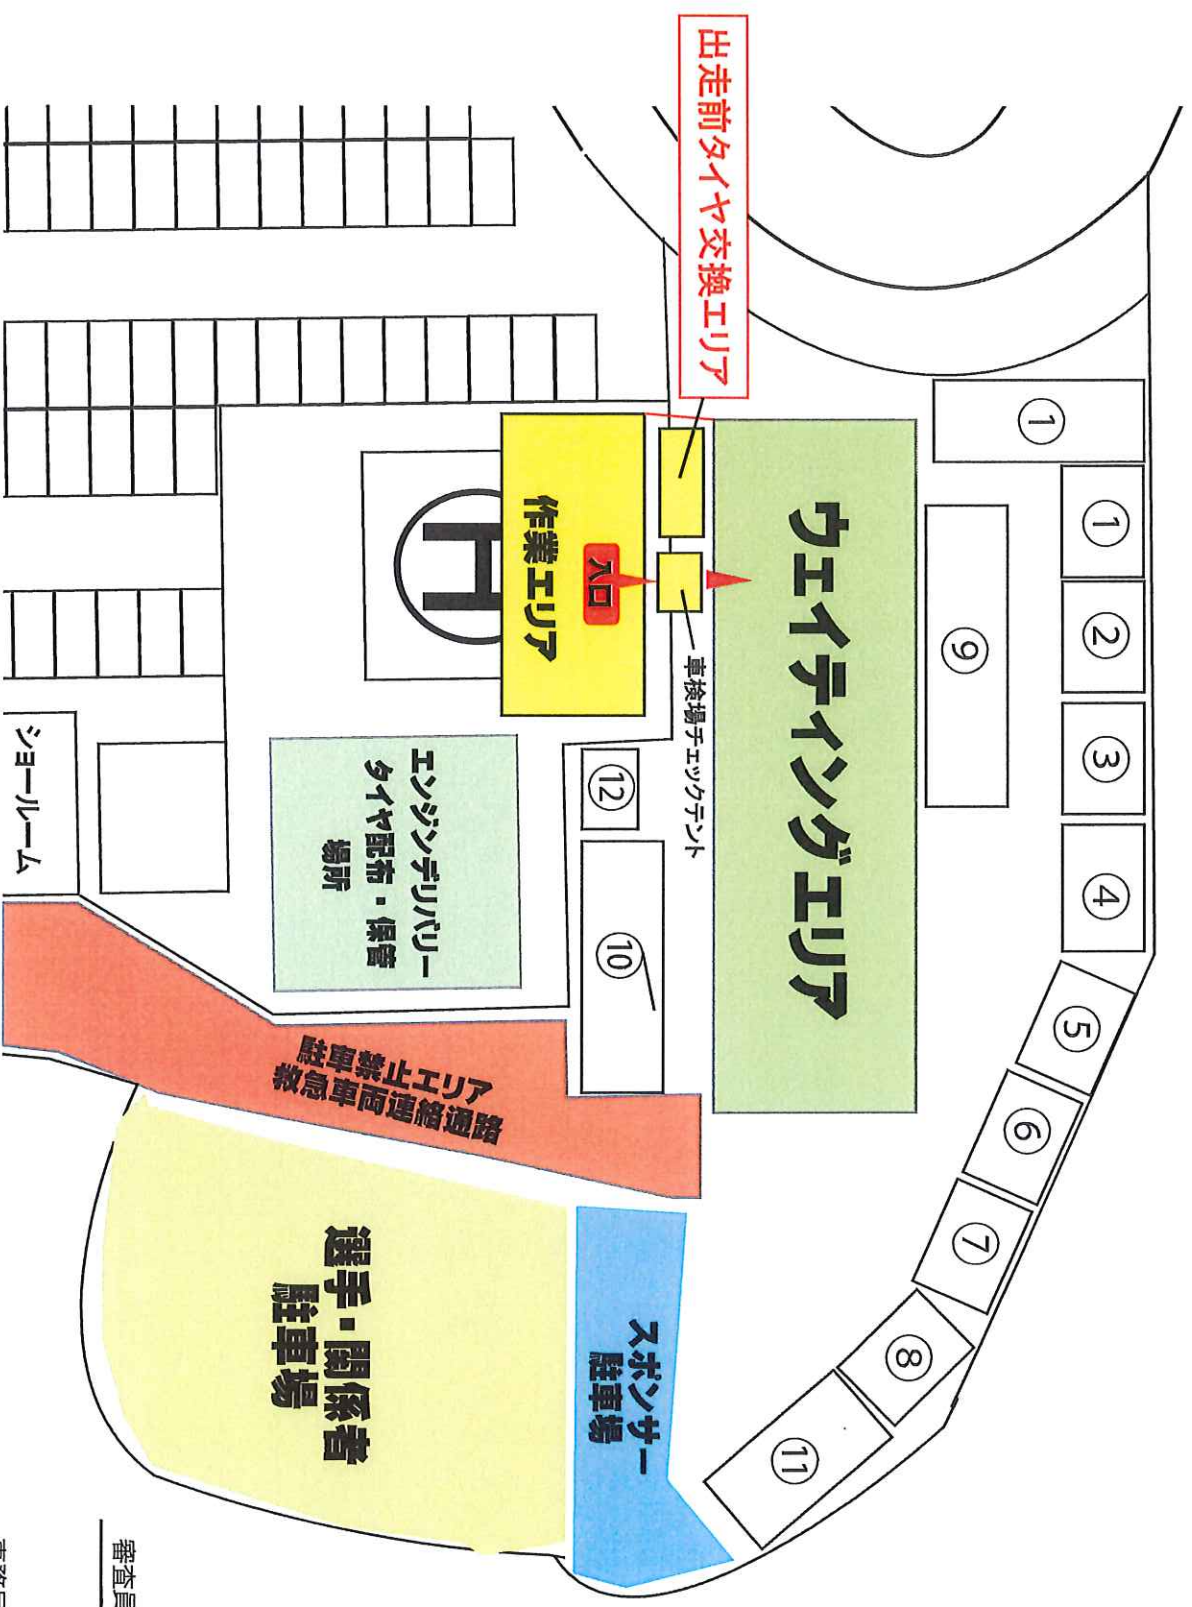 出走前タイヤ交換エリア
①
①
②
③
④
⑤
⑥
⑦
⑧
⑪
⑨
ウェイティングエリア
車検場チェックテント
入口
作業エリア
H
⑫
⑩
エンジンデリバリー
タイヤ配布・保管
場所
ショールーム
駐車禁止エリア
救急車両連絡通路
スポンサー
駐車場
選手・関係者
駐車場
審査員